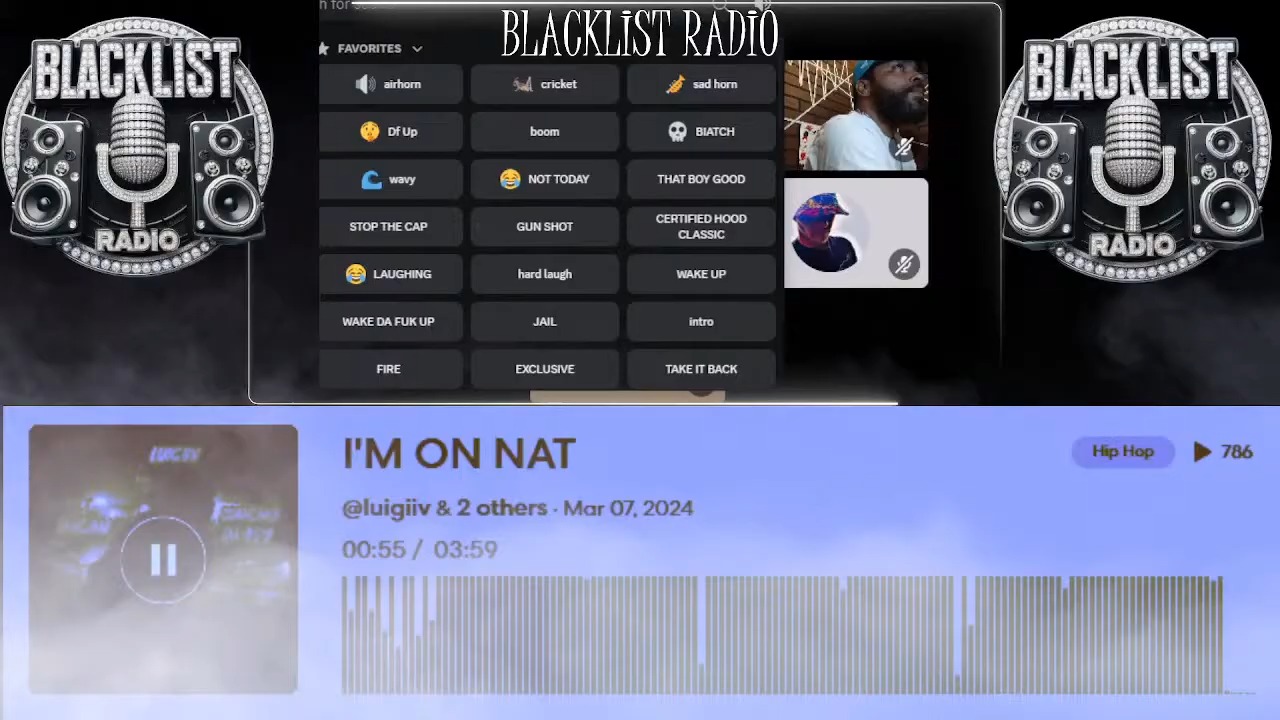 BLACKLIST RADIO
BLACKLIST
RADIO
BLACKLIST
RADIO
FAVORITES
airhorn
cricket
sad horn
Df Up
boom
BIATCH
wavy
NOT TODAY
THAT BOY GOOD
STOP THE CAP
GUN SHOT
CERTIFIED HOOD
CLASSIC
LAUGHING
hard laugh
WAKE UP
WAKE DA FUK UP
JAIL
intro
FIRE
EXCLUSIVE
TAKE IT BACK
LUIGIIV
I'M ON NAT
Hip Hop
786
@luigiiv & 2 others · Mar 07, 2024
00:55 / 03:59